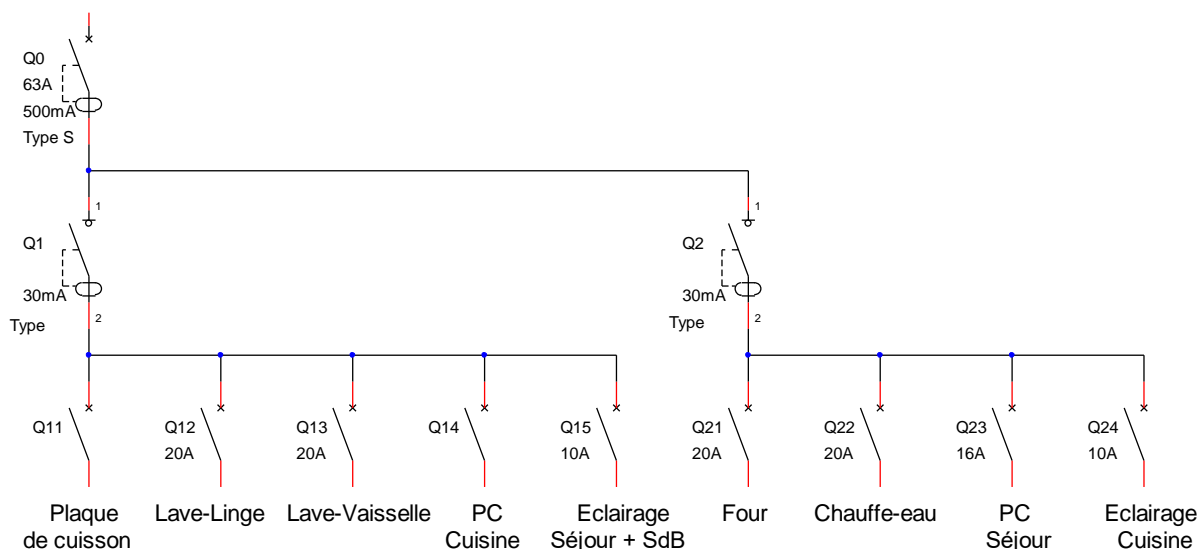 Q0
63A
500mA
Type S
1
1
Q1
Q2
30mA
30mA
2
2
Type
Type
Q11
Q12
Q13
Q14
Q15
Q21
Q22
Q23
Q24
20A
20A
10A
20A
20A
16A
10A
Plaque
de cuisson
Lave-Linge
Lave-Vaisselle
PC
Cuisine
Eclairage
Séjour + SdB
Four
Chauffe-eau
PC
Séjour
Eclairage
Cuisine